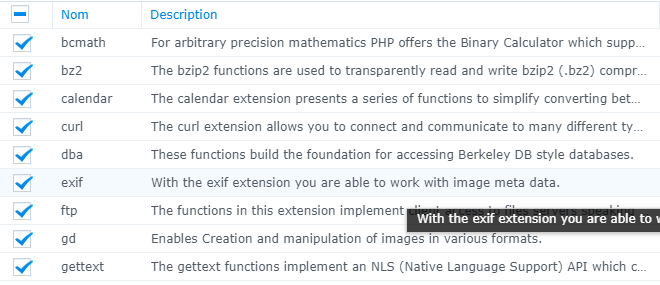 Nom Description
bcmath For arbitrary precision mathematics PHP offers the Binary Calculator which supp...
bz2 The bzip2 functions are used to transparently read and write bzip2 (.bz2) compr...
calendar The calendar extension presents a series of functions to simplify converting bet...
curl The curl extension allows you to connect and communicate to many different ty...
dba These functions build the foundation for accessing Berkeley DB style databases.
exif With the exif extension you are able to work with image meta data.
ftp The functions in this extension implement client access to files servers speaking
With the exif extension you are able to w
gd Enables Creation and manipulation of images in various formats.
gettext The gettext functions implement an NLS (Native Language Support) API which c...